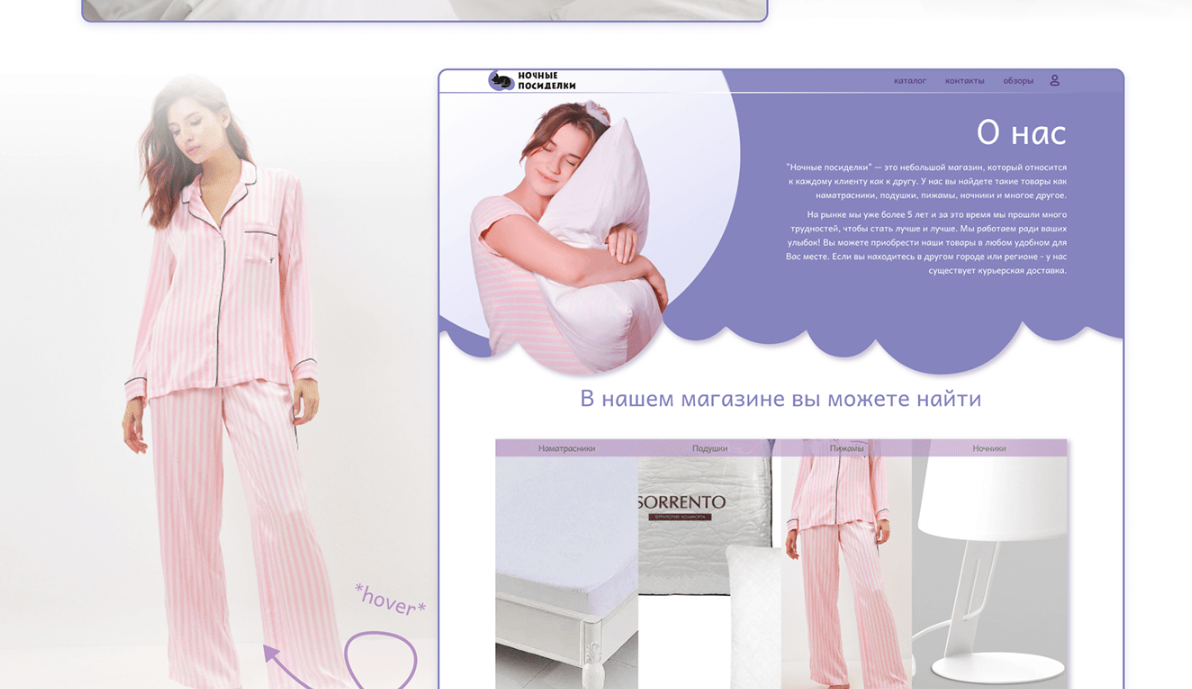 НОЧНЫЕ
ПОСИДЕЛКИ
каталог контакты обзоры
О нас
"Ночные посиделки" — это небольшой магазин, который относится
к каждому клиенту как к другу. У нас вы найдете такие товары как
наматрасники, подушки, пижамы, ночники и многое другое.
На рынке мы уже более 5 лет и за это время мы прошли много
трудностей, чтобы стать лучше и лучше. Мы работаем ради ваших
улыбок! Вы можете приобрести наши товары в любом удобном для
Вас месте. Если вы находитесь в другом городе или регионе - у нас
существует курьерская доставка.
В нашем магазине вы можете найти
Наматрасники Подушки Пижамы Ночники
SORRENTO
*hover*